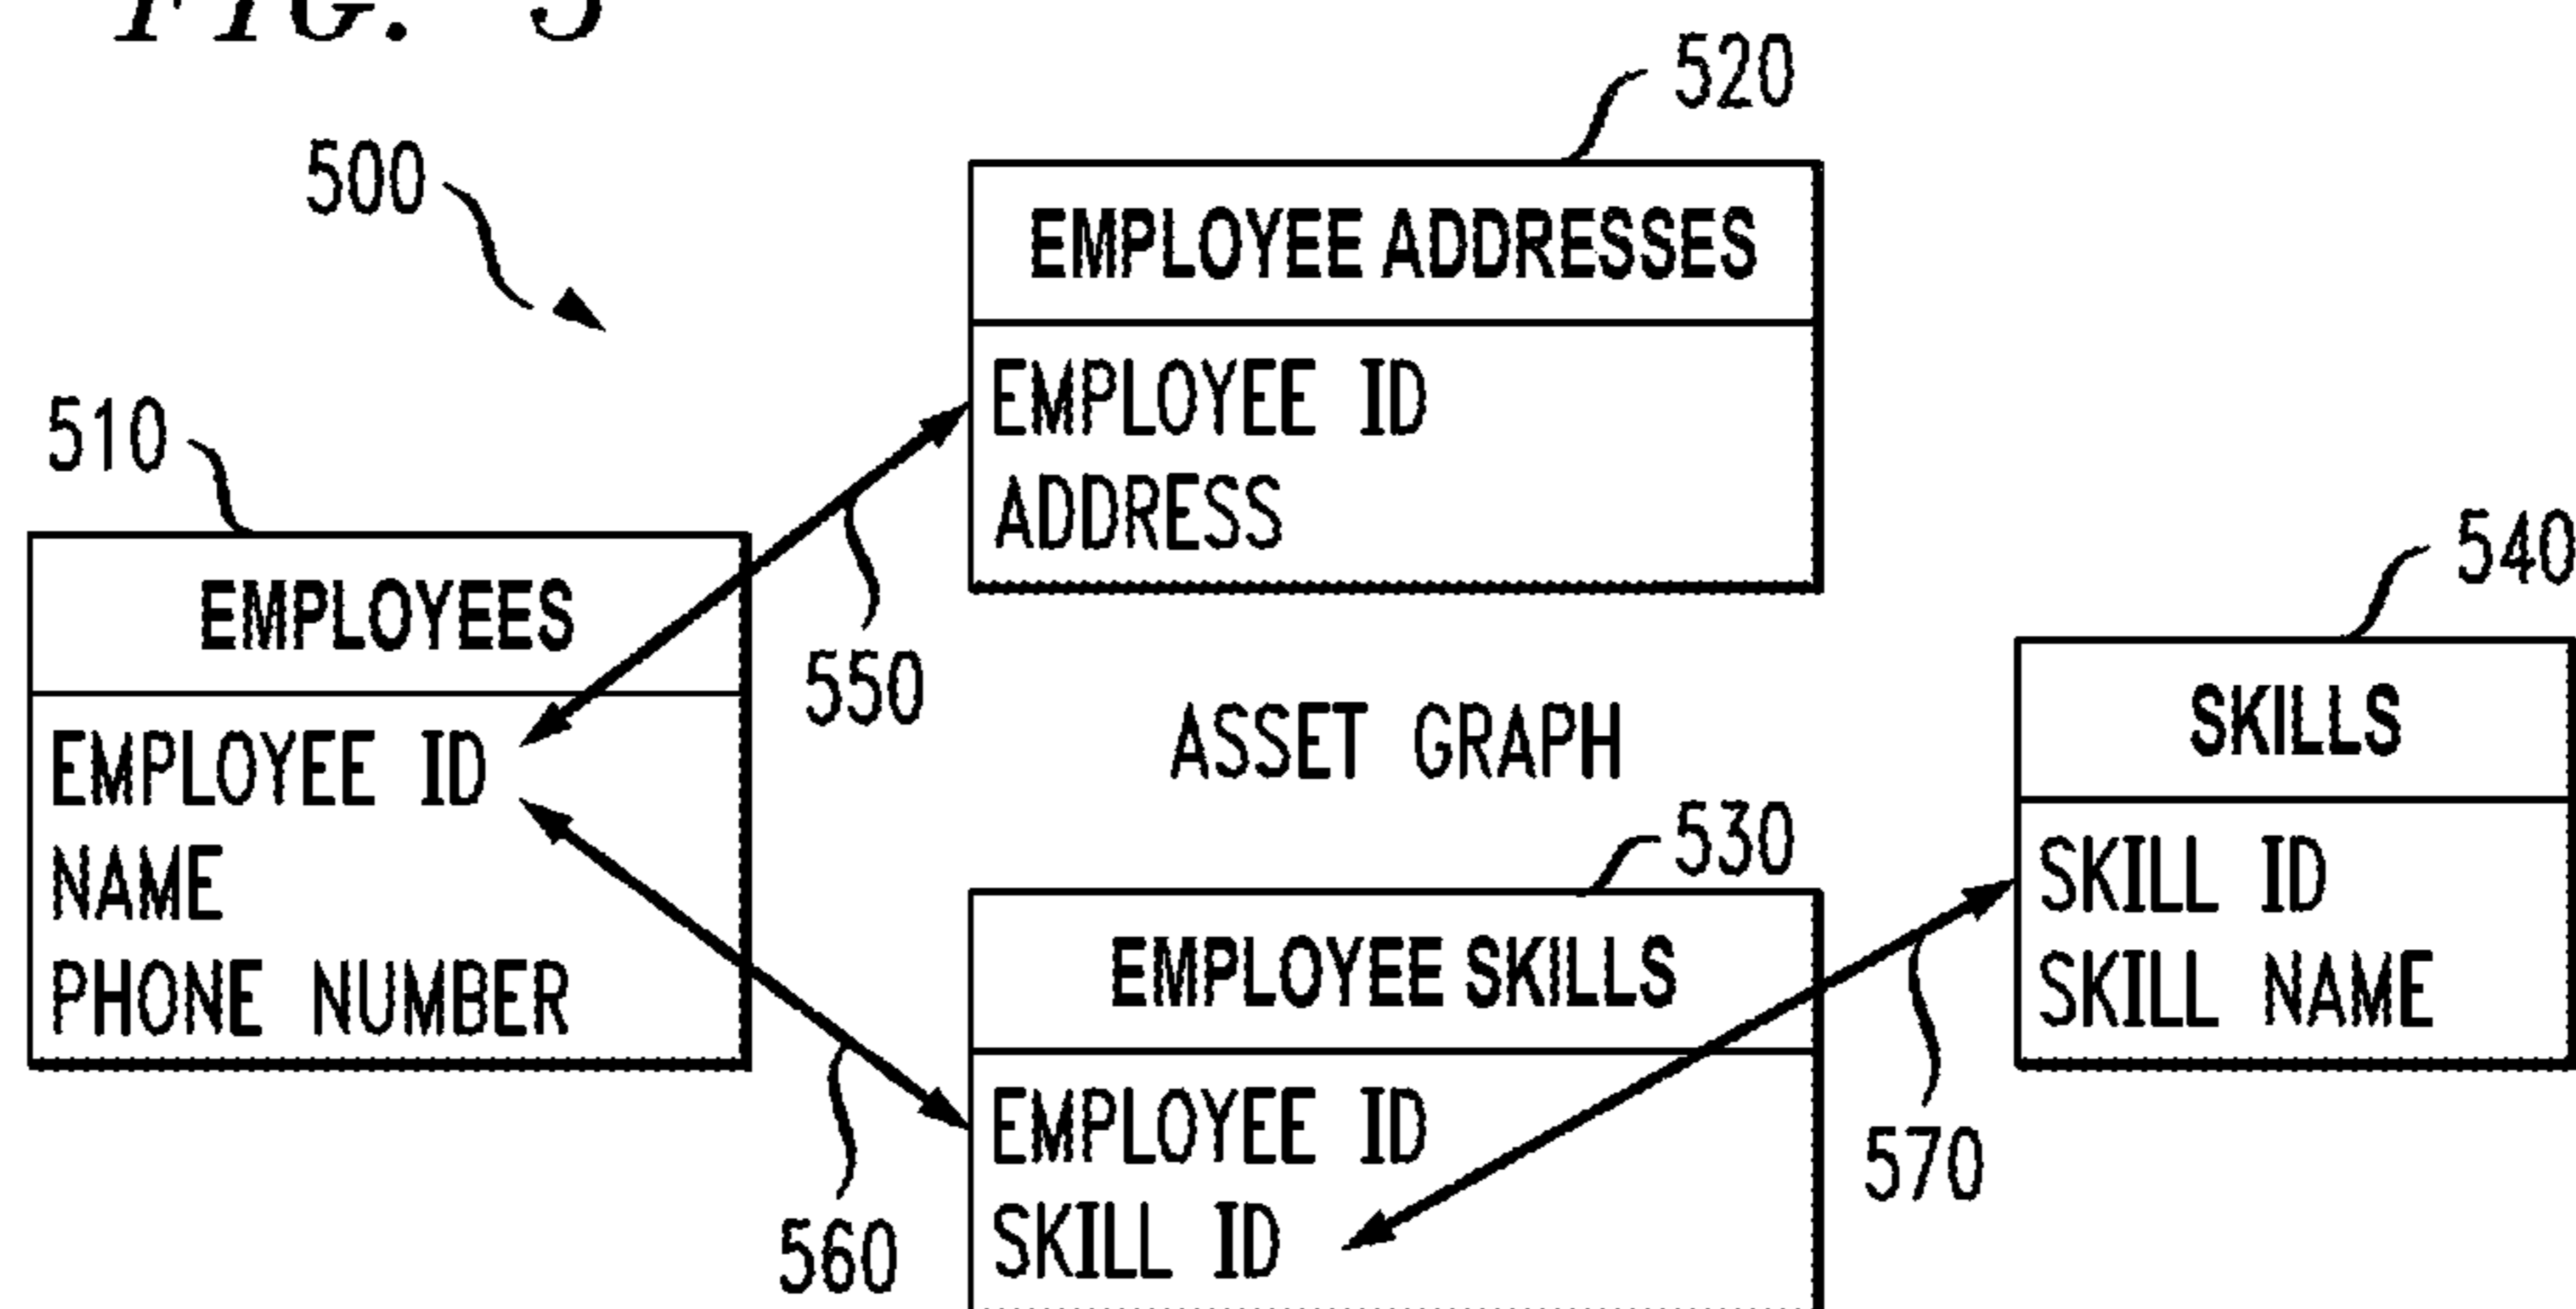 FIG. 5
500
520
EMPLOYEE ADDRESSES
EMPLOYEE ID
ADDRESS
510
EMPLOYEES
EMPLOYEE ID
NAME
PHONE NUMBER
550
ASSET GRAPH
540
SKILLS
SKILL ID
SKILL NAME
530
EMPLOYEE SKILLS
EMPLOYEE ID
SKILL ID
560
570